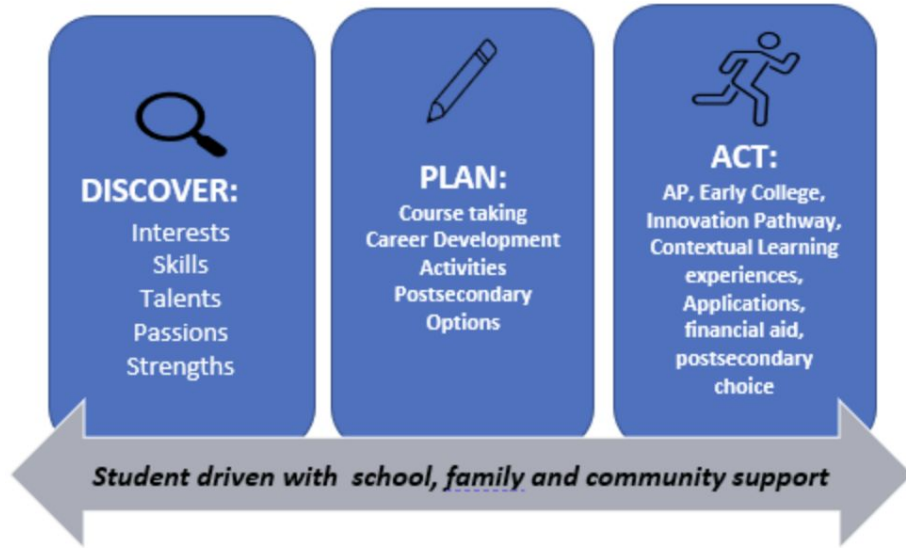 DISCOVER:
Interests
Skills
Talents
Passions
Strengths
PLAN:
Course taking
Career Development
Activities
Postsecondary
Options
ACT:
AP, Early College,
Innovation Pathway,
Contextual Learning
experiences,
Applications,
financial aid,
postsecondary
choice
Student driven with school, family and community support